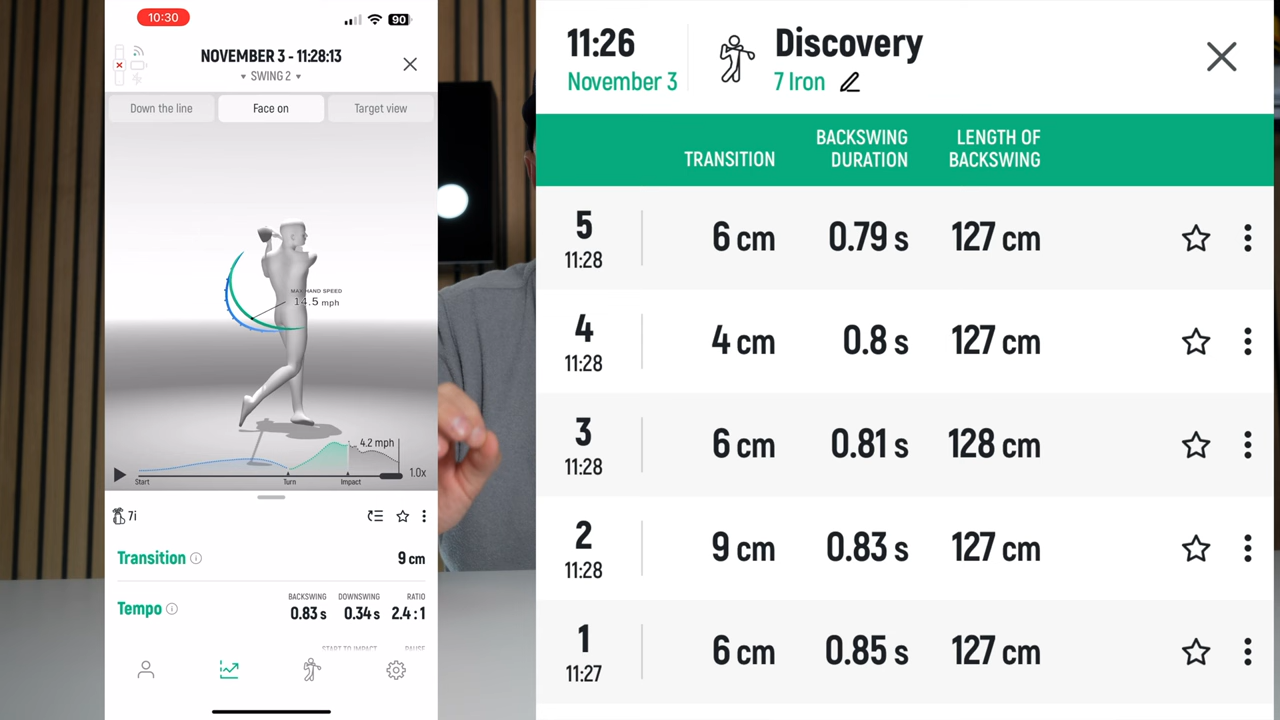 10:30
90
NOVEMBER 3 - 11:28:13
SWING 2
Down the line
Face on
Target view
MAX HAND SPEED
14.5 mph
4.2 mph
1.0x
Start
Turn
Impact
7i
Transition
9 cm
BACKSWING DOWNSWING RATIO
Tempo 0.83 s 0.34 s 2.4 : 1
START TO IMPACT PAUSE
11:26
November 3
Discovery
7 Iron
TRANSITION
BACKSWING
DURATION
LENGTH OF
BACKSWING
5 6 cm 0.79 s 127 cm
11:28
4 4 cm 0.8 s 127 cm
11:28
3 6 cm 0.81 s 128 cm
11:28
2 9 cm 0.83 s 127 cm
11:28
1 6 cm 0.85 s 127 cm
11:27